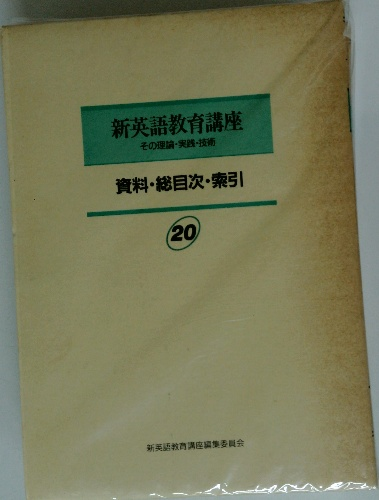 新英語教育講座
その理論・実践・技術
資料・総目次・索引
20
新英語教育講座編集委員会